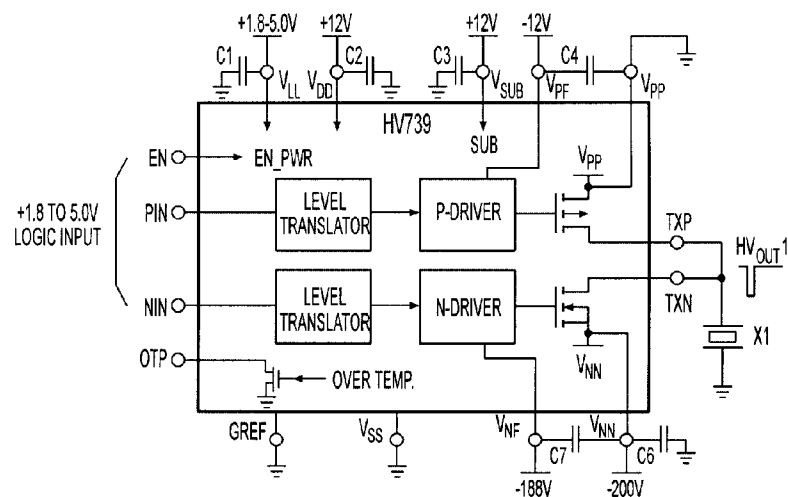 +1.8-5.0V +12V +12V -12V
C1 C2 C3 C4
VLL VDD VSUB VPF VPP
HV739
EN EN_PWR SUB
VPP
+1.8 TO 5.0V
LOGIC INPUT
PIN LEVEL
TRANSLATOR P-DRIVER
TXP
HVOUT1
TXN
NIN LEVEL
TRANSLATOR N-DRIVER
X1
OTP OVER TEMP.
VNN
GREF VSS VNF VNN
C7 C6
-188V -200V